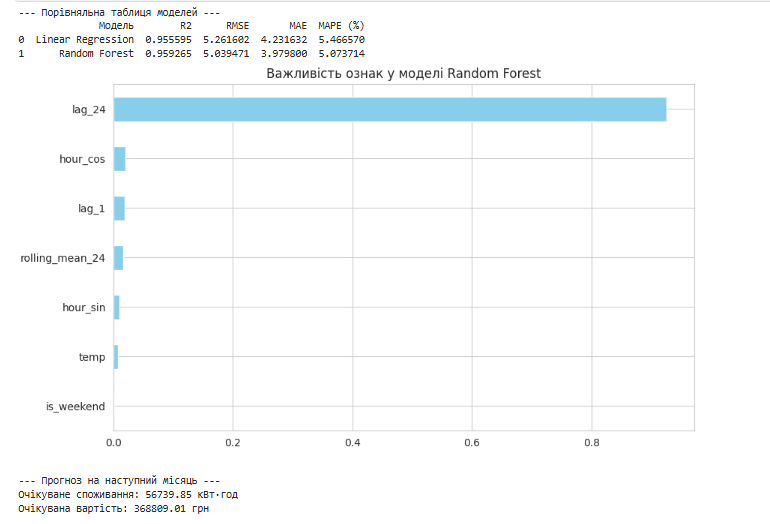 --- Порівняльна таблиця моделей ---
Модель R2 RMSE MAE MAPE (%)
0 Linear Regression 0.955595 5.261602 4.231632 5.466570
1 Random Forest 0.959265 5.039471 3.979800 5.073714
Важливість ознак у моделі Random Forest
lag_24
hour_cos
lag_1
rolling_mean_24
hour_sin
temp
is_weekend
0.0 0.2 0.4 0.6 0.8
--- Прогноз на наступний місяць ---
Очікуване споживання: 56739.85 кВт·год
Очікувана вартість: 368809.01 грн